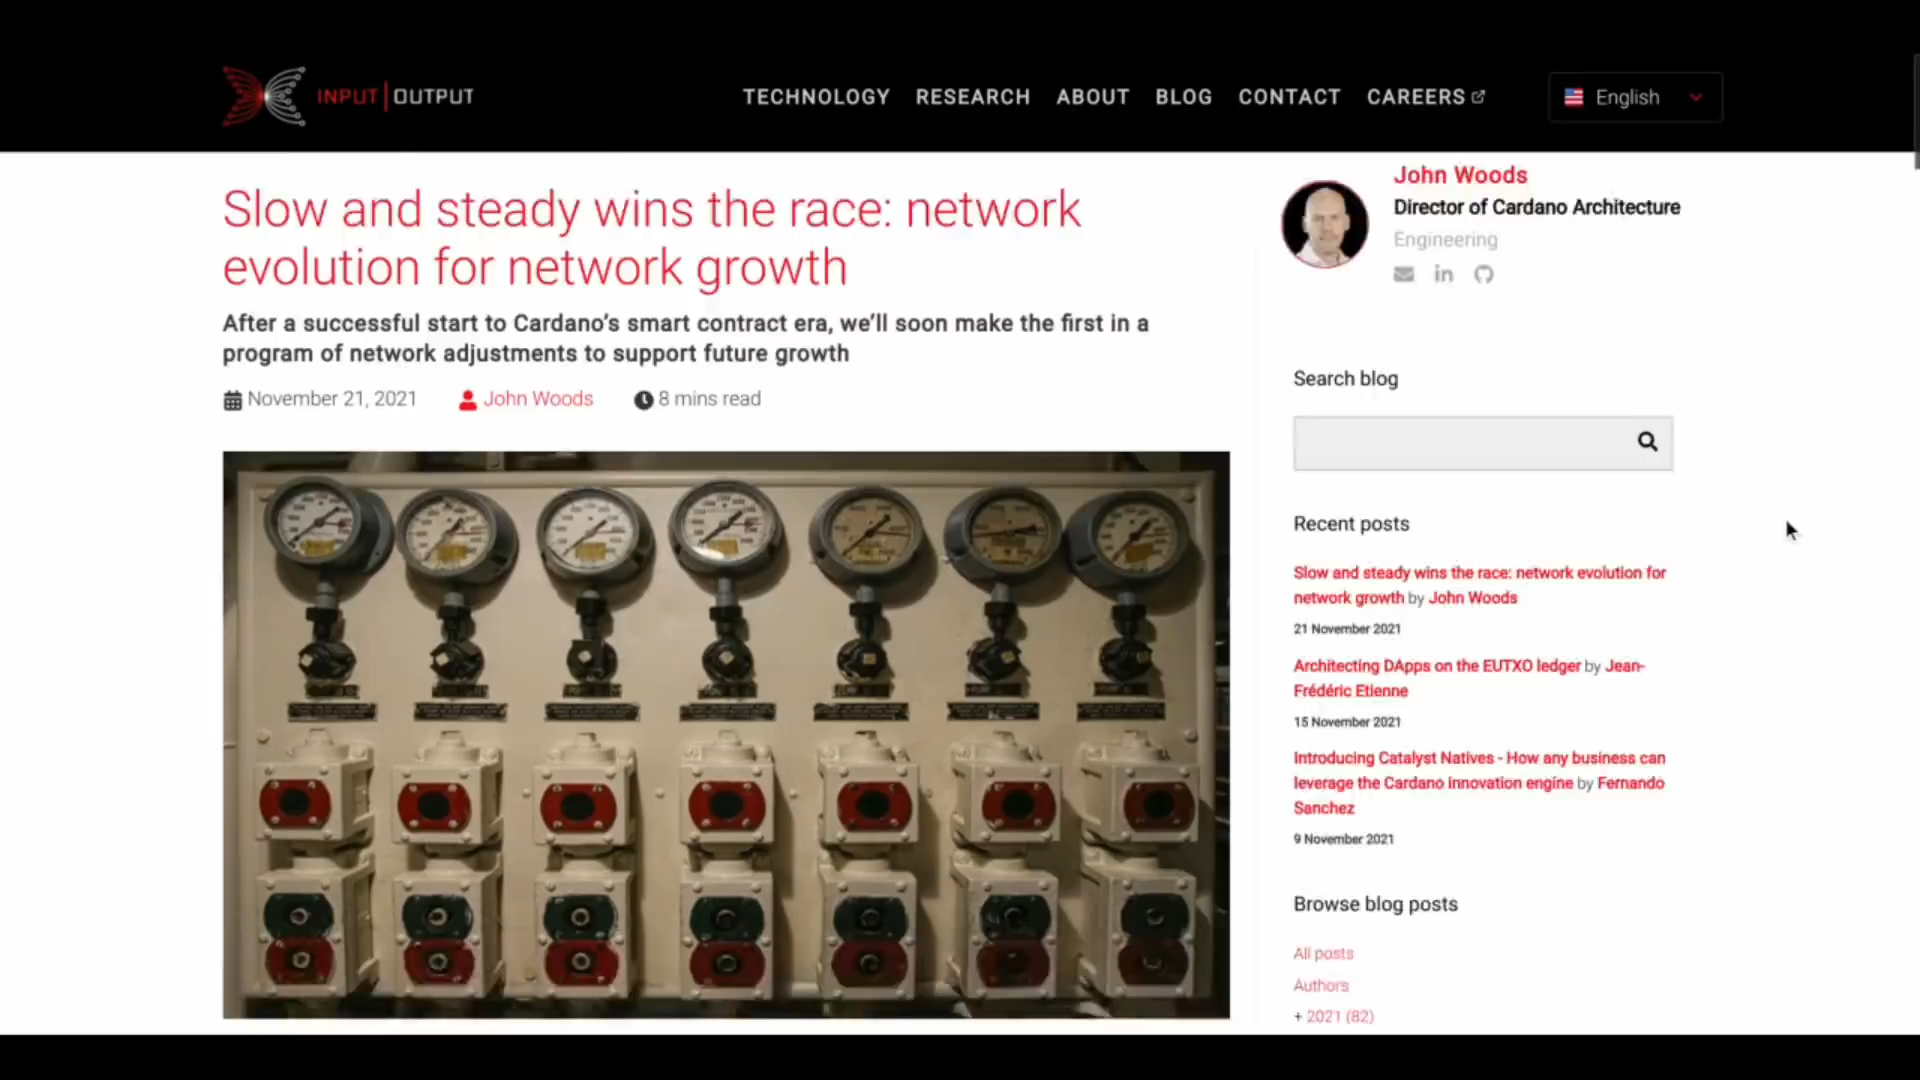 INPUT|OUTPUT
TECHNOLOGY RESEARCH ABOUT BLOG CONTACT CAREERS
English
Slow and steady wins the race: network
evolution for network growth
After a successful start to Cardano’s smart contract era, we’ll soon make the first in a
program of network adjustments to support future growth
November 21, 2021 John Woods 8 mins read
John Woods
Director of Cardano Architecture
Engineering
Search blog
Recent posts
Slow and steady wins the race: network evolution for
network growth by John Woods
21 November 2021
Architecting DApps on the EUTXO ledger by Jean-
Frédéric Etienne
15 November 2021
Introducing Catalyst Natives - How any business can
leverage the Cardano innovation engine by Fernando
Sanchez
9 November 2021
Browse blog posts
All posts
Authors
+ 2021 (82)